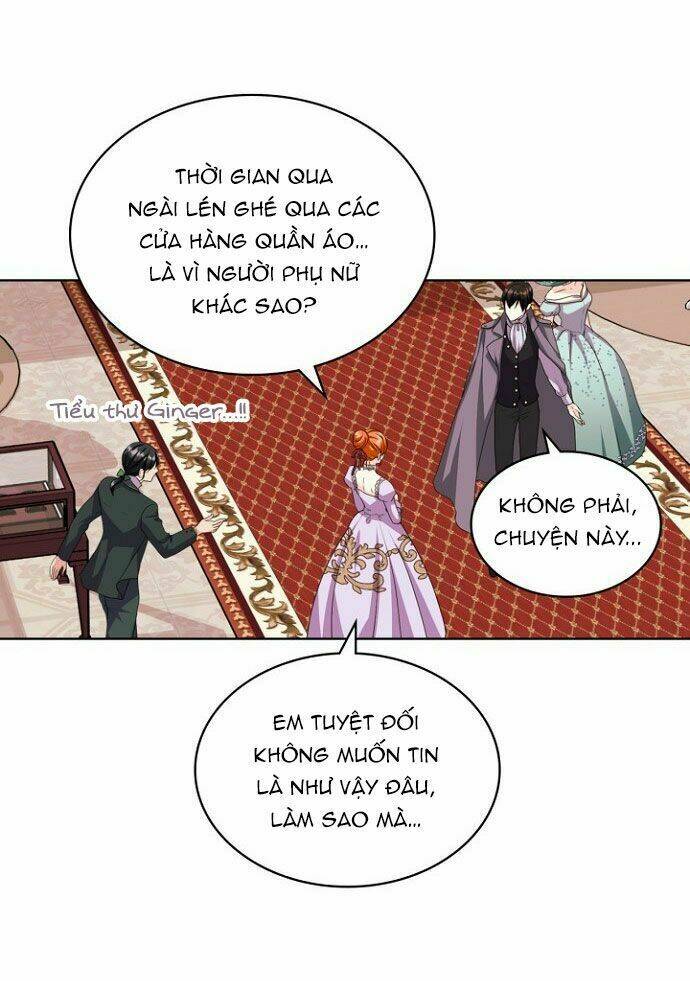 THỜI GIAN QUA
NGÀI LÉN GHÉ QUA CÁC
CỬA HÀNG QUẦN ÁO...
LÀ VÌ NGƯỜI PHỤ NỮ
KHÁC SAO?
Tiểu thư Ginger...!!
KHÔNG PHẢI,
CHUYỆN NÀY...
EM TUYỆT ĐỐI
KHÔNG MUỐN TIN
LÀ NHƯ VẬY ĐÂU,
LÀM SAO MÀ...